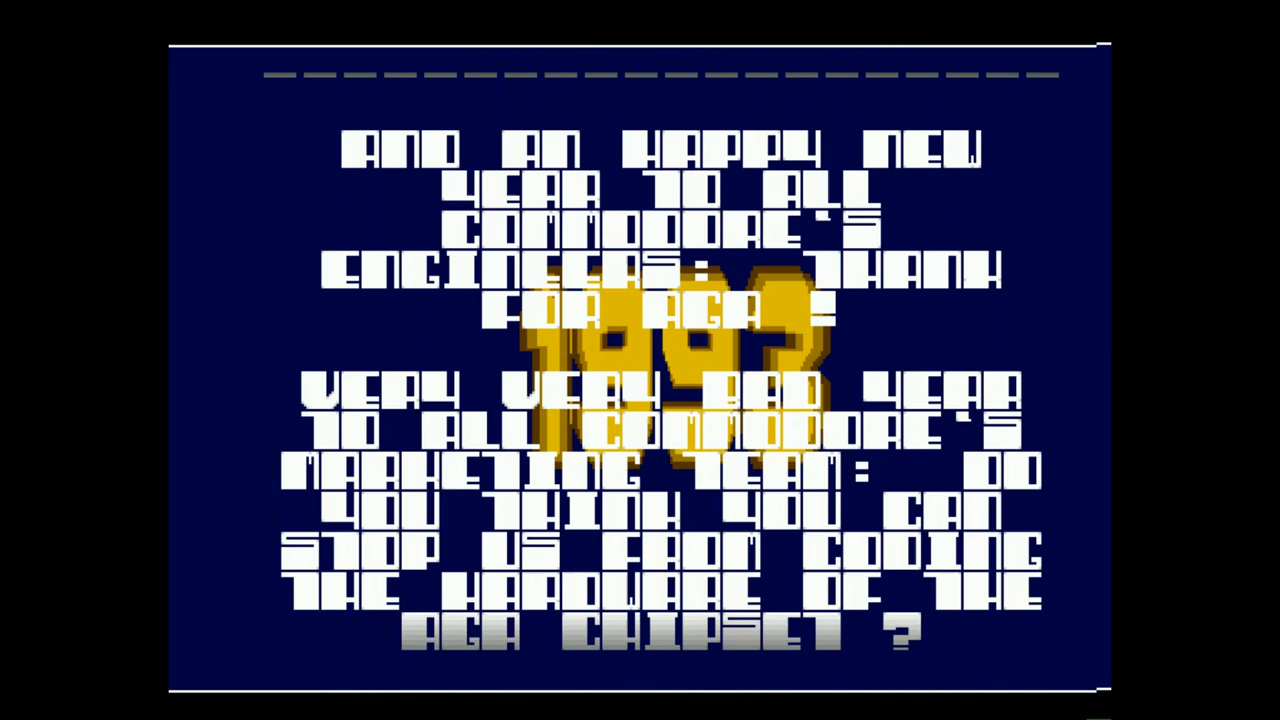 AND AN HAPPY NEW
YEAR TO ALL
COMMODORE'S
ENGINEERS: THANK
FOR AGA =
1993
VERY VERY BAD YEAR
TO ALL COMMODORE'S
MARKETING TEAM: DO
YOU THINK YOU CAN
STOP US FROM CODING
THE HARDWARE OF THE
AGA CHIPSET ?